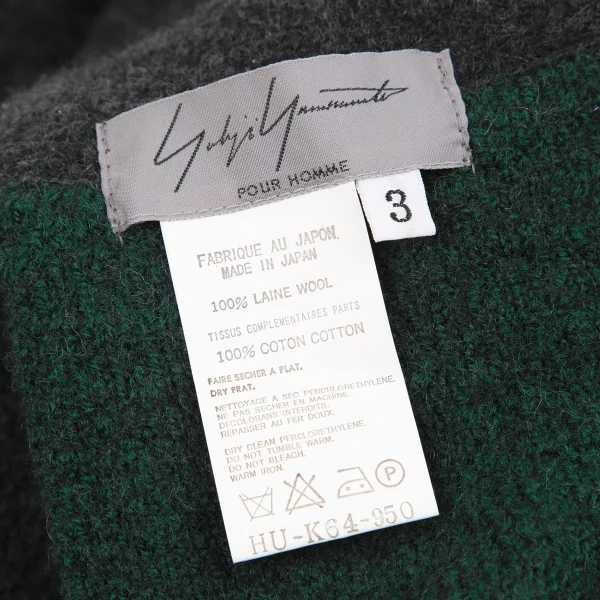 Yohji Yamamoto
POUR HOMME
3
FABRIQUE AU JAPON.
MADE IN JAPAN
100% LAINE WOOL
TISSUS COMPLEMENTAIRES PARTS
100% COTON COTTON
FAIRE SECHER A PLAT.
DRY FRAT.
NETTOYAGE A SEC PERCHLORETHYLENE.
NE PAS SECHER EN MACHINE.
DECOLORANS INTERDITS.
REPASSER AU FER DOUX.
DRY CLEAN PERCLORETHYLENE.
DO NOT TUMBLE WARM.
DO NOT BLEACH.
WARM IRON.
P
HU-K64-950